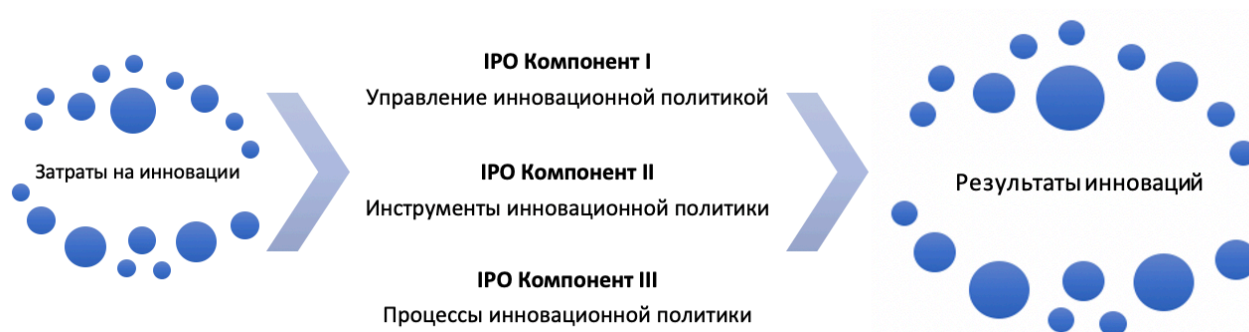 Затраты на инновации
IPO Компонент I
Управление инновационной политикой
IPO Компонент II
Инструменты инновационной политики
IPO Компонент III
Процессы инновационной политики
Результаты инноваций